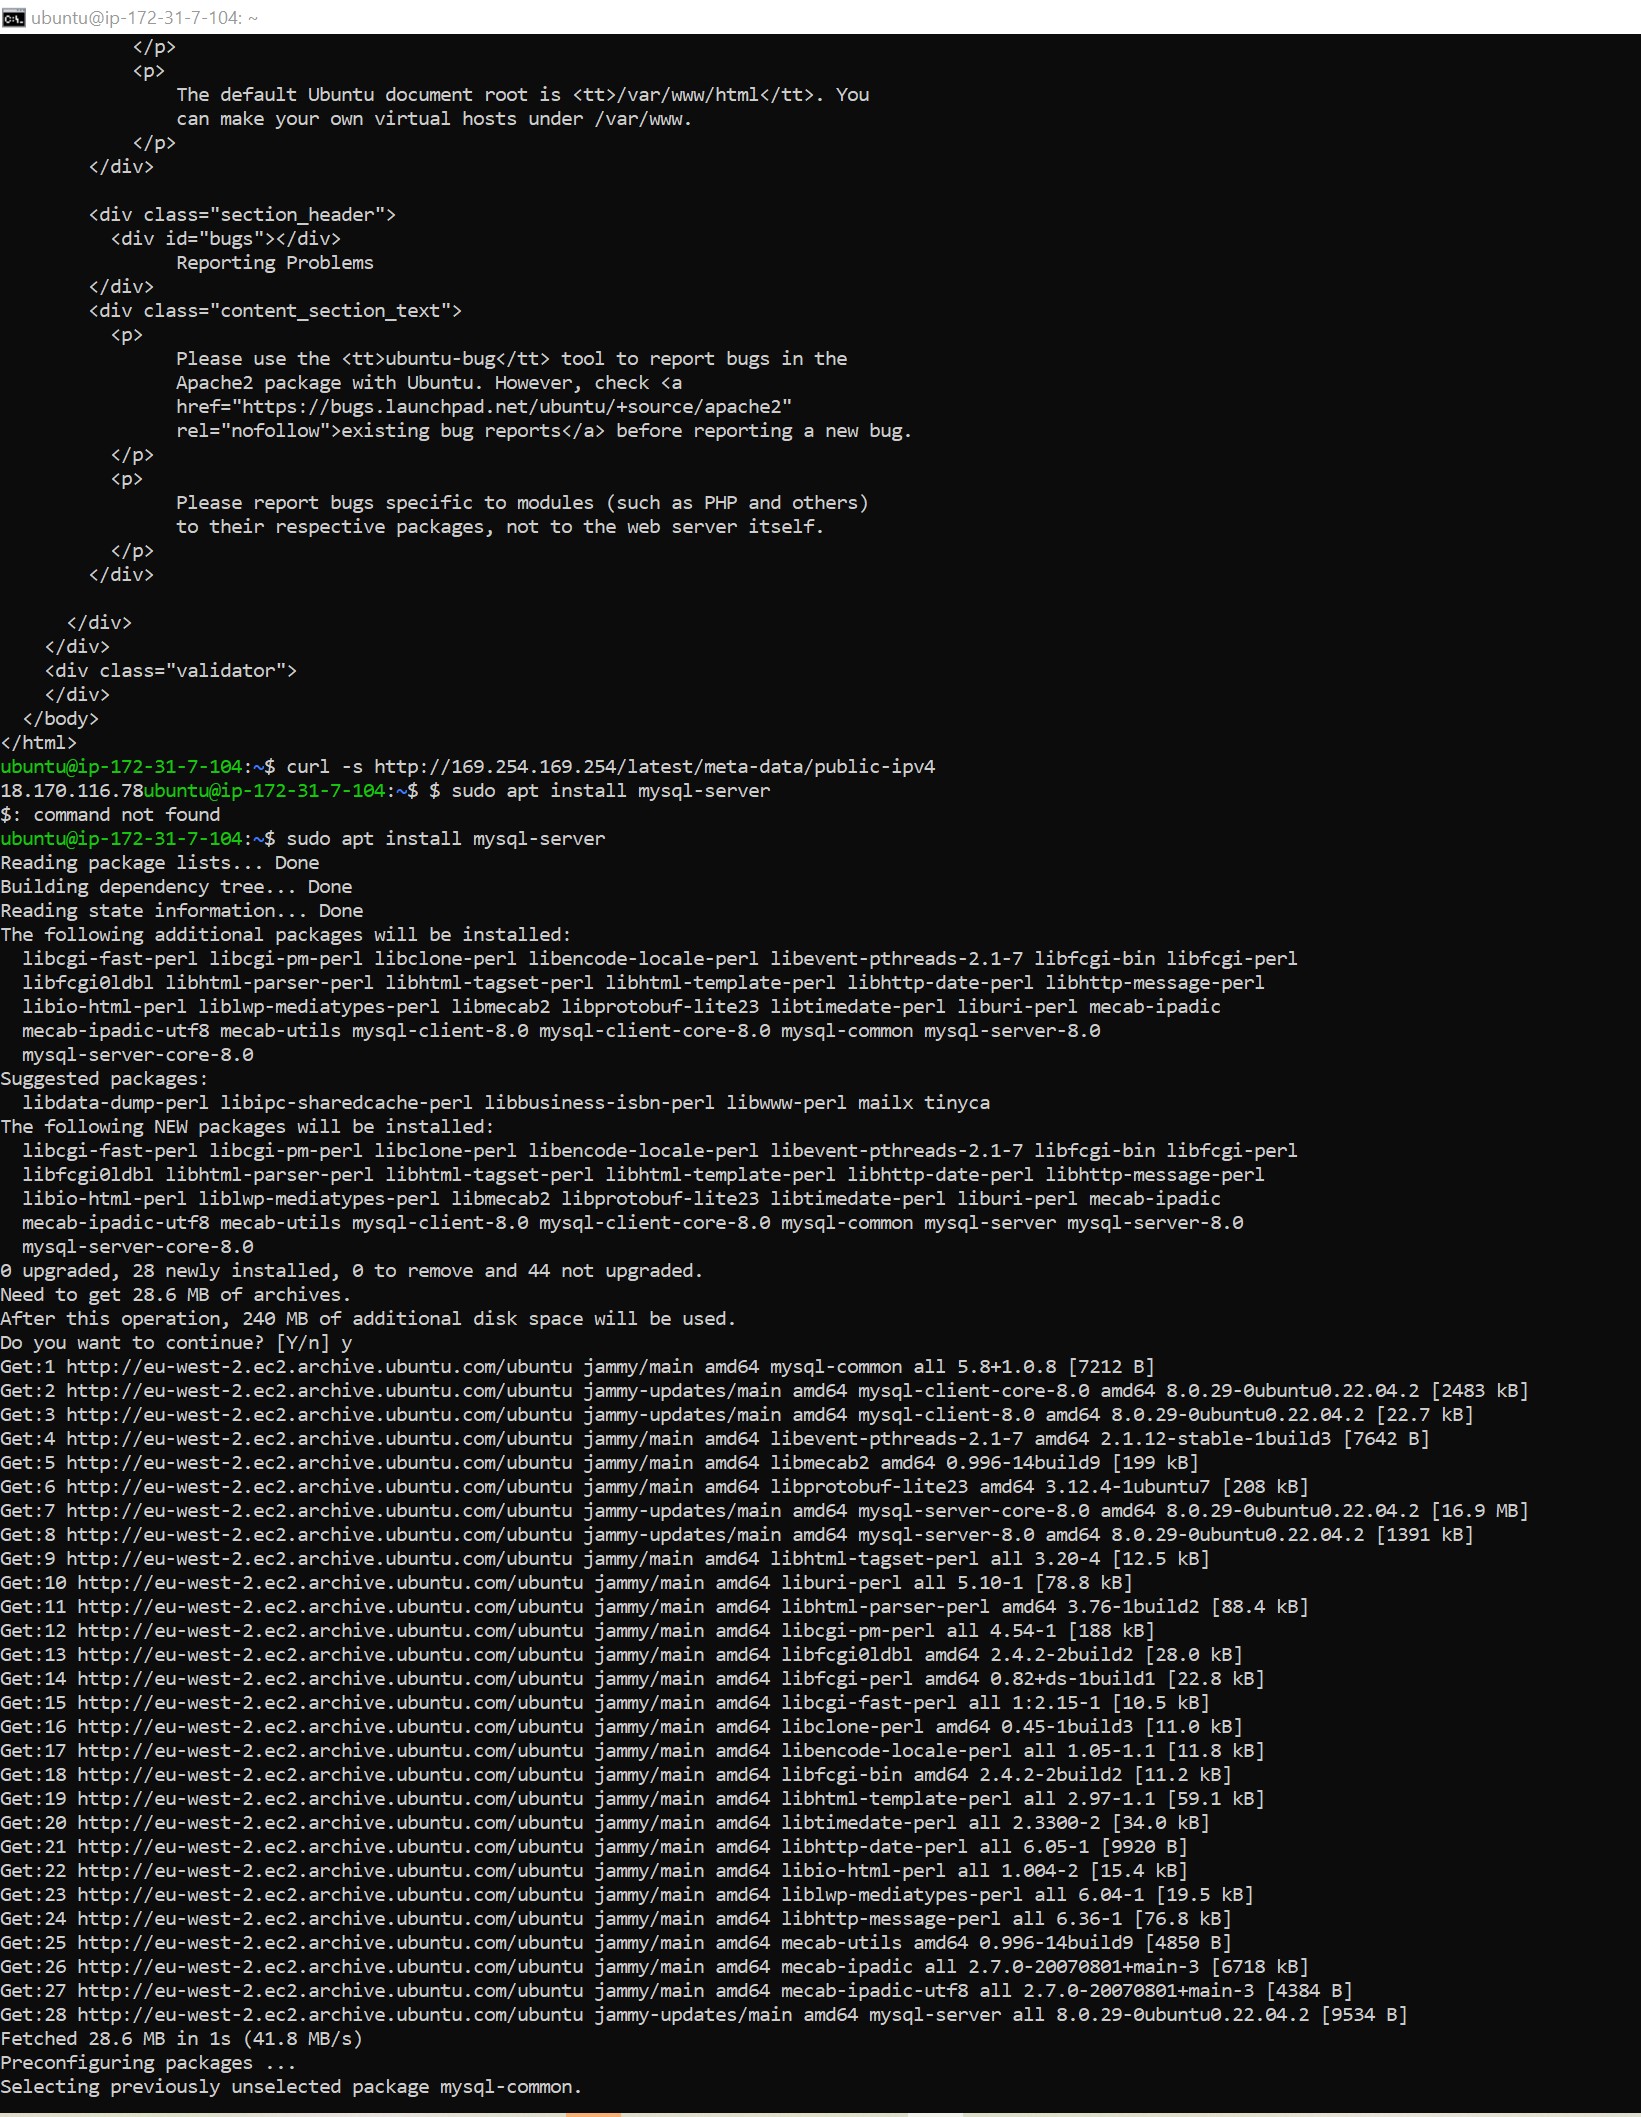 ubuntu@ip-172-31-7-104: ~
</p>
<p>
The default Ubuntu document root is <tt>/var/www/html</tt>. You
can make your own virtual hosts under /var/www.
</p>
</div>
<div class="section_header">
<div id="bugs"></div>
Reporting Problems
</div>
<div class="content_section_text">
<p>
Please use the <tt>ubuntu-bug</tt> tool to report bugs in the
Apache2 package with Ubuntu. However, check <a
href="https://bugs.launchpad.net/ubuntu/+source/apache2"
rel="nofollow">existing bug reports</a> before reporting a new bug.
</p>
<p>
Please report bugs specific to modules (such as PHP and others)
to their respective packages, not to the web server itself.
</p>
</div>
</div>
</div>
<div class="validator">
</div>
</body>
</html>
ubuntu@ip-172-31-7-104:~$ curl -s http://169.254.169.254/latest/meta-data/public-ipv4
18.170.116.78ubuntu@ip-172-31-7-104:~$ $ sudo apt install mysql-server
$: command not found
ubuntu@ip-172-31-7-104:~$ sudo apt install mysql-server
Reading package lists... Done
Building dependency tree... Done
Reading state information... Done
The following additional packages will be installed:
libcgi-fast-perl libcgi-pm-perl libclone-perl libencode-locale-perl libevent-pthreads-2.1-7 libfcgi-bin libfcgi-perl
libfcgi0ldbl libhtml-parser-perl libhtml-tagset-perl libhtml-template-perl libhttp-date-perl libhttp-message-perl
libio-html-perl liblwp-mediatypes-perl libmecab2 libprotobuf-lite23 libtimedate-perl liburi-perl mecab-ipadic
mecab-ipadic-utf8 mecab-utils mysql-client-8.0 mysql-client-core-8.0 mysql-common mysql-server-8.0
mysql-server-core-8.0
Suggested packages:
libdata-dump-perl libipc-sharedcache-perl libbusiness-isbn-perl libwww-perl mailx tinyca
The following NEW packages will be installed:
libcgi-fast-perl libcgi-pm-perl libclone-perl libencode-locale-perl libevent-pthreads-2.1-7 libfcgi-bin libfcgi-perl
libfcgi0ldbl libhtml-parser-perl libhtml-tagset-perl libhtml-template-perl libhttp-date-perl libhttp-message-perl
libio-html-perl liblwp-mediatypes-perl libmecab2 libprotobuf-lite23 libtimedate-perl liburi-perl mecab-ipadic
mecab-ipadic-utf8 mecab-utils mysql-client-8.0 mysql-client-core-8.0 mysql-common mysql-server mysql-server-8.0
mysql-server-core-8.0
0 upgraded, 28 newly installed, 0 to remove and 44 not upgraded.
Need to get 28.6 MB of archives.
After this operation, 240 MB of additional disk space will be used.
Do you want to continue? [Y/n] y
Get:1 http://eu-west-2.ec2.archive.ubuntu.com/ubuntu jammy/main amd64 mysql-common all 5.8+1.0.8 [7212 B]
Get:2 http://eu-west-2.ec2.archive.ubuntu.com/ubuntu jammy-updates/main amd64 mysql-client-core-8.0 amd64 8.0.29-0ubuntu0.22.04.2 [2483 kB]
Get:3 http://eu-west-2.ec2.archive.ubuntu.com/ubuntu jammy-updates/main amd64 mysql-client-8.0 amd64 8.0.29-0ubuntu0.22.04.2 [22.7 kB]
Get:4 http://eu-west-2.ec2.archive.ubuntu.com/ubuntu jammy/main amd64 libevent-pthreads-2.1-7 amd64 2.1.12-stable-1build3 [7642 B]
Get:5 http://eu-west-2.ec2.archive.ubuntu.com/ubuntu jammy/main amd64 libmecab2 amd64 0.996-14build9 [199 kB]
Get:6 http://eu-west-2.ec2.archive.ubuntu.com/ubuntu jammy/main amd64 libprotobuf-lite23 amd64 3.12.4-1ubuntu7 [208 kB]
Get:7 http://eu-west-2.ec2.archive.ubuntu.com/ubuntu jammy-updates/main amd64 mysql-server-core-8.0 amd64 8.0.29-0ubuntu0.22.04.2 [16.9 MB]
Get:8 http://eu-west-2.ec2.archive.ubuntu.com/ubuntu jammy-updates/main amd64 mysql-server-8.0 amd64 8.0.29-0ubuntu0.22.04.2 [1391 kB]
Get:9 http://eu-west-2.ec2.archive.ubuntu.com/ubuntu jammy/main amd64 libhtml-tagset-perl all 3.20-4 [12.5 kB]
Get:10 http://eu-west-2.ec2.archive.ubuntu.com/ubuntu jammy/main amd64 liburi-perl all 5.10-1 [78.8 kB]
Get:11 http://eu-west-2.ec2.archive.ubuntu.com/ubuntu jammy/main amd64 libhtml-parser-perl amd64 3.76-1build2 [88.4 kB]
Get:12 http://eu-west-2.ec2.archive.ubuntu.com/ubuntu jammy/main amd64 libcgi-pm-perl all 4.54-1 [188 kB]
Get:13 http://eu-west-2.ec2.archive.ubuntu.com/ubuntu jammy/main amd64 libfcgi0ldbl amd64 2.4.2-2build2 [28.0 kB]
Get:14 http://eu-west-2.ec2.archive.ubuntu.com/ubuntu jammy/main amd64 libfcgi-perl amd64 0.82+ds-1build1 [22.8 kB]
Get:15 http://eu-west-2.ec2.archive.ubuntu.com/ubuntu jammy/main amd64 libcgi-fast-perl all 1:2.15-1 [10.5 kB]
Get:16 http://eu-west-2.ec2.archive.ubuntu.com/ubuntu jammy/main amd64 libclone-perl amd64 0.45-1build3 [11.0 kB]
Get:17 http://eu-west-2.ec2.archive.ubuntu.com/ubuntu jammy/main amd64 libencode-locale-perl all 1.05-1.1 [11.8 kB]
Get:18 http://eu-west-2.ec2.archive.ubuntu.com/ubuntu jammy/main amd64 libfcgi-bin amd64 2.4.2-2build2 [11.2 kB]
Get:19 http://eu-west-2.ec2.archive.ubuntu.com/ubuntu jammy/main amd64 libhtml-template-perl all 2.97-1.1 [59.1 kB]
Get:20 http://eu-west-2.ec2.archive.ubuntu.com/ubuntu jammy/main amd64 libtimedate-perl all 2.3300-2 [34.0 kB]
Get:21 http://eu-west-2.ec2.archive.ubuntu.com/ubuntu jammy/main amd64 libhttp-date-perl all 6.05-1 [9920 B]
Get:22 http://eu-west-2.ec2.archive.ubuntu.com/ubuntu jammy/main amd64 libio-html-perl all 1.004-2 [15.4 kB]
Get:23 http://eu-west-2.ec2.archive.ubuntu.com/ubuntu jammy/main amd64 liblwp-mediatypes-perl all 6.04-1 [19.5 kB]
Get:24 http://eu-west-2.ec2.archive.ubuntu.com/ubuntu jammy/main amd64 libhttp-message-perl all 6.36-1 [76.8 kB]
Get:25 http://eu-west-2.ec2.archive.ubuntu.com/ubuntu jammy/main amd64 mecab-utils amd64 0.996-14build9 [4850 B]
Get:26 http://eu-west-2.ec2.archive.ubuntu.com/ubuntu jammy/main amd64 mecab-ipadic all 2.7.0-20070801+main-3 [6718 kB]
Get:27 http://eu-west-2.ec2.archive.ubuntu.com/ubuntu jammy/main amd64 mecab-ipadic-utf8 all 2.7.0-20070801+main-3 [4384 B]
Get:28 http://eu-west-2.ec2.archive.ubuntu.com/ubuntu jammy-updates/main amd64 mysql-server all 8.0.29-0ubuntu0.22.04.2 [9534 B]
Fetched 28.6 MB in 1s (41.8 MB/s)
Preconfiguring packages ...
Selecting previously unselected package mysql-common.